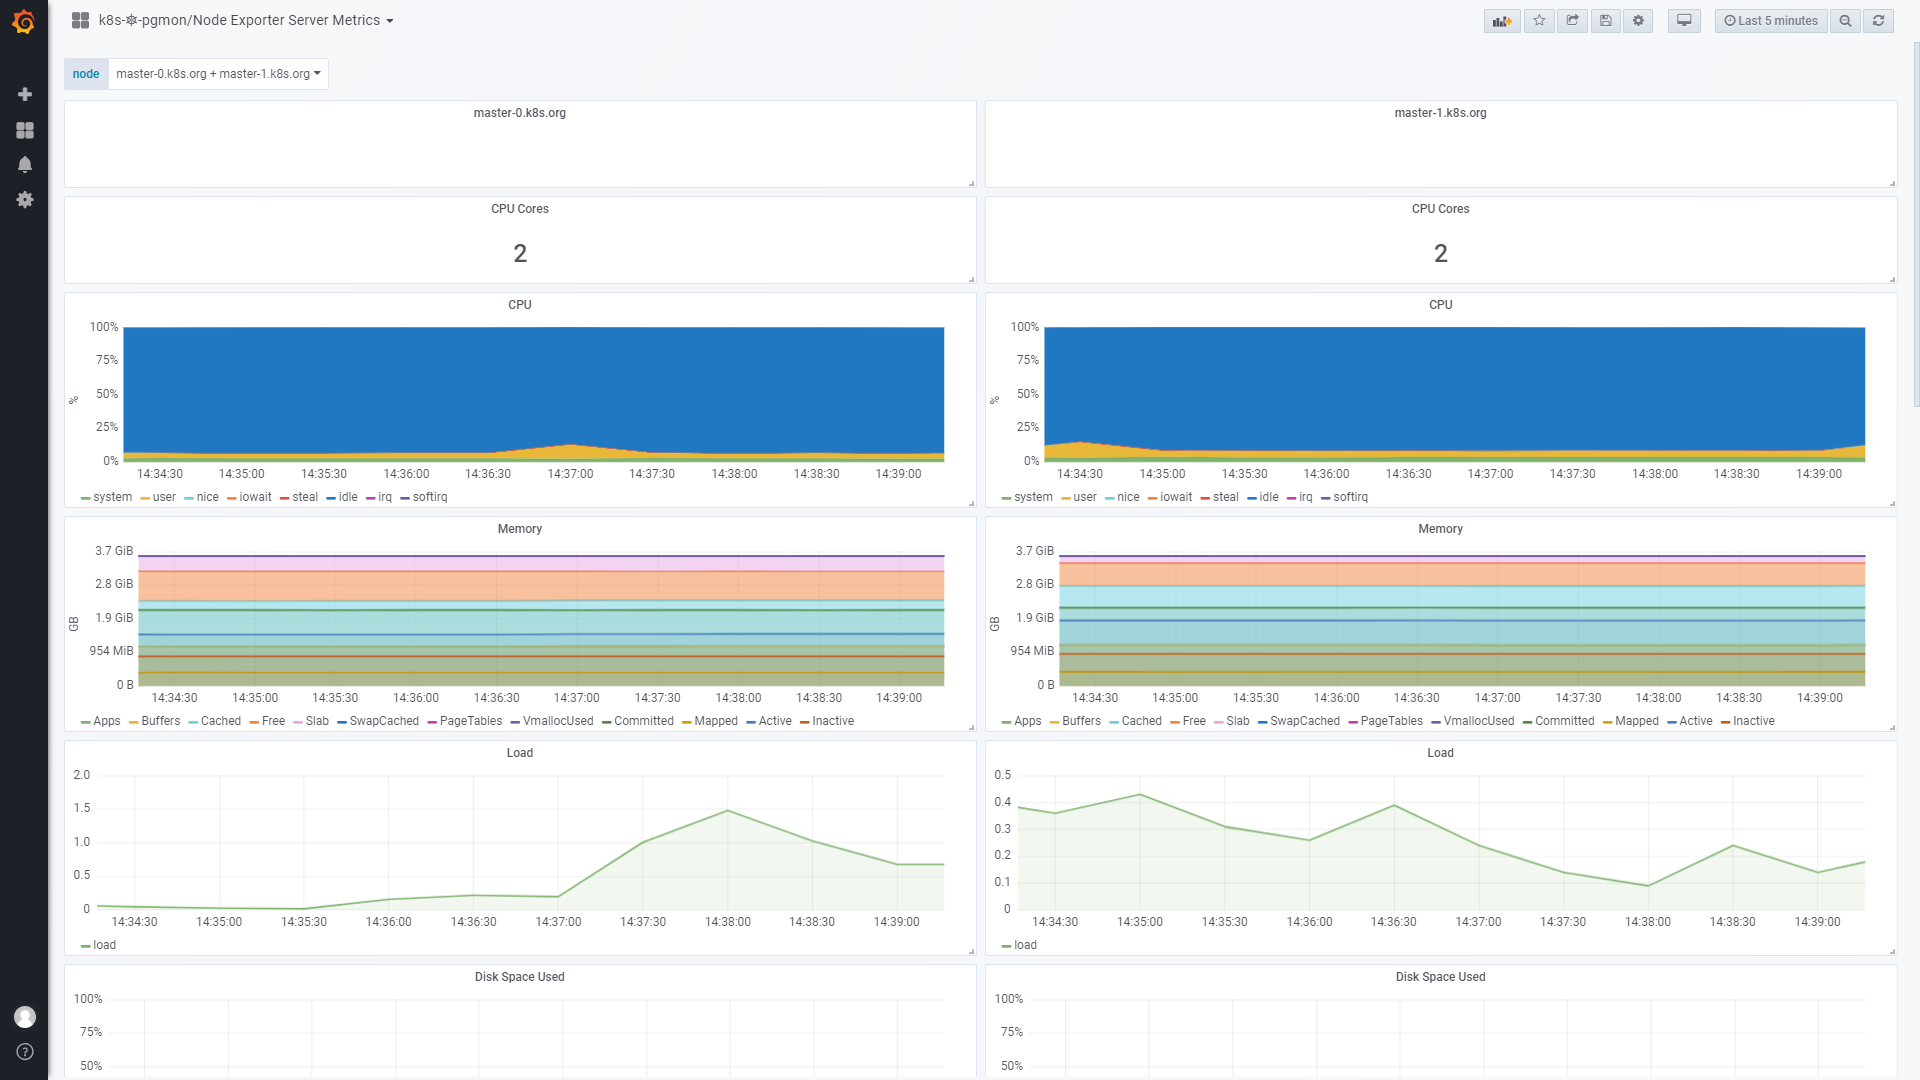 k8s-⎈-pgmon/Node Exporter Server Metrics
Last 5 minutes
node master-0.k8s.org + master-1.k8s.org
master-0.k8s.org
master-1.k8s.org
CPU Cores
2
CPU Cores
2
CPU
100%
75%
50%
25%
0%
%
14:34:30 14:35:00 14:35:30 14:36:00 14:36:30 14:37:00 14:37:30 14:38:00 14:38:30 14:39:00
system user nice iowait steal idle irq softirq
CPU
100%
75%
50%
25%
0%
%
14:34:30 14:35:00 14:35:30 14:36:00 14:36:30 14:37:00 14:37:30 14:38:00 14:38:30 14:39:00
system user nice iowait steal idle irq softirq
Memory
3.7 GiB
2.8 GiB
1.9 GiB
954 MiB
0 B
GB
14:34:30 14:35:00 14:35:30 14:36:00 14:36:30 14:37:00 14:37:30 14:38:00 14:38:30 14:39:00
Apps Buffers Cached Free Slab SwapCached PageTables VmallocUsed Committed Mapped Active Inactive
Memory
3.7 GiB
2.8 GiB
1.9 GiB
954 MiB
0 B
GB
14:34:30 14:35:00 14:35:30 14:36:00 14:36:30 14:37:00 14:37:30 14:38:00 14:38:30 14:39:00
Apps Buffers Cached Free Slab SwapCached PageTables VmallocUsed Committed Mapped Active Inactive
Load
2.0
1.5
1.0
0.5
0
14:34:30 14:35:00 14:35:30 14:36:00 14:36:30 14:37:00 14:37:30 14:38:00 14:38:30 14:39:00
load
Load
0.5
0.4
0.3
0.2
0.1
0
14:34:30 14:35:00 14:35:30 14:36:00 14:36:30 14:37:00 14:37:30 14:38:00 14:38:30 14:39:00
load
Disk Space Used
100%
75%
50%
Disk Space Used
100%
75%
50%